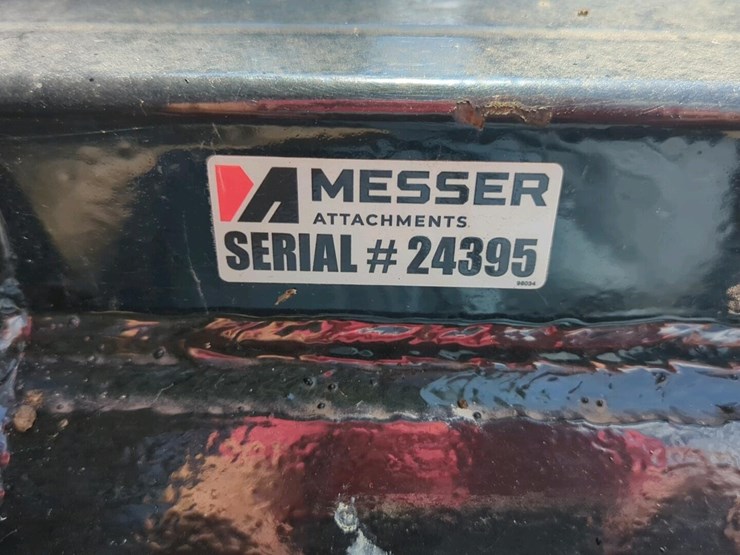 MESSER
ATTACHMENTS
SERIAL # 24395